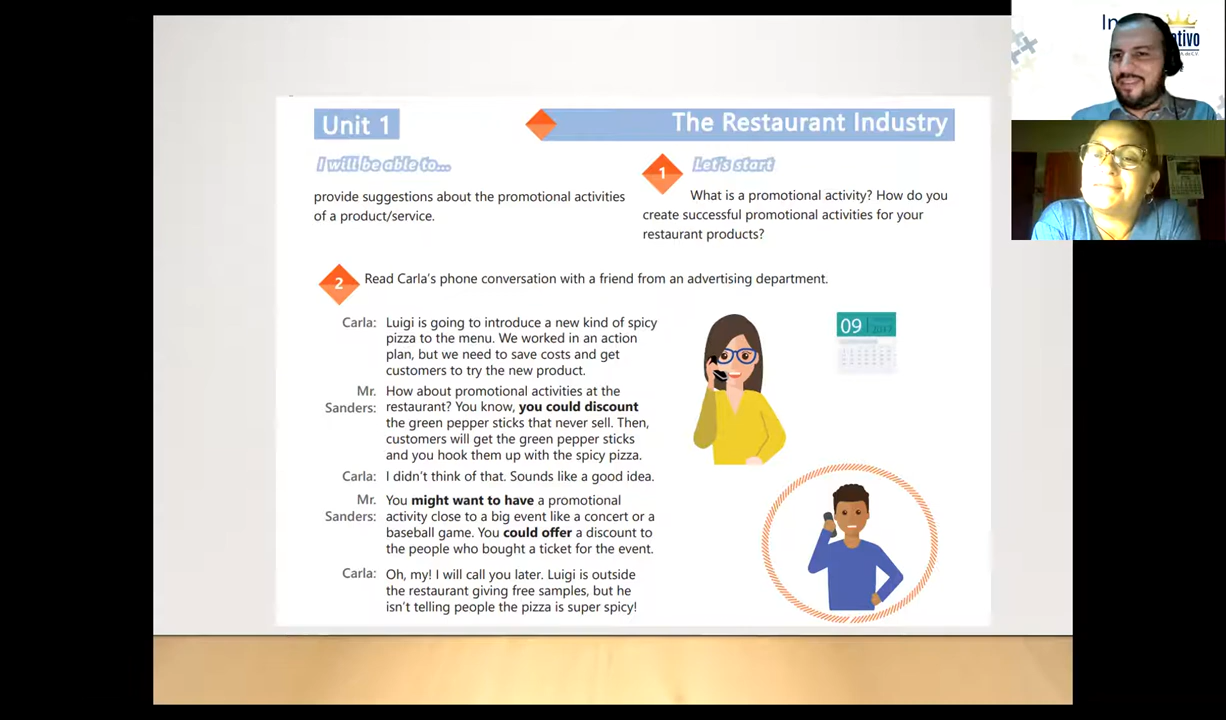 Unit 1
The Restaurant Industry
I will be able to...
provide suggestions about the promotional activities
of a product/service.
1
Let's start
What is a promotional activity? How do you
create successful promotional activities for your
restaurant products?
2
Read Carla's phone conversation with a friend from an advertising department.
Carla: Luigi is going to introduce a new kind of spicy
pizza to the menu. We worked in an action
plan, but we need to save costs and get
customers to try the new product.
Mr. How about promotional activities at the
Sanders: restaurant? You know, you could discount
the green pepper sticks that never sell. Then,
customers will get the green pepper sticks
and you hook them up with the spicy pizza.
Carla: I didn't think of that. Sounds like a good idea.
Mr. You might want to have a promotional
Sanders: activity close to a big event like a concert or a
baseball game. You could offer a discount to
the people who bought a ticket for the event.
Carla: Oh, my! I will call you later. Luigi is outside
the restaurant giving free samples, but he
isn't telling people the pizza is super spicy!
09
In
ativo